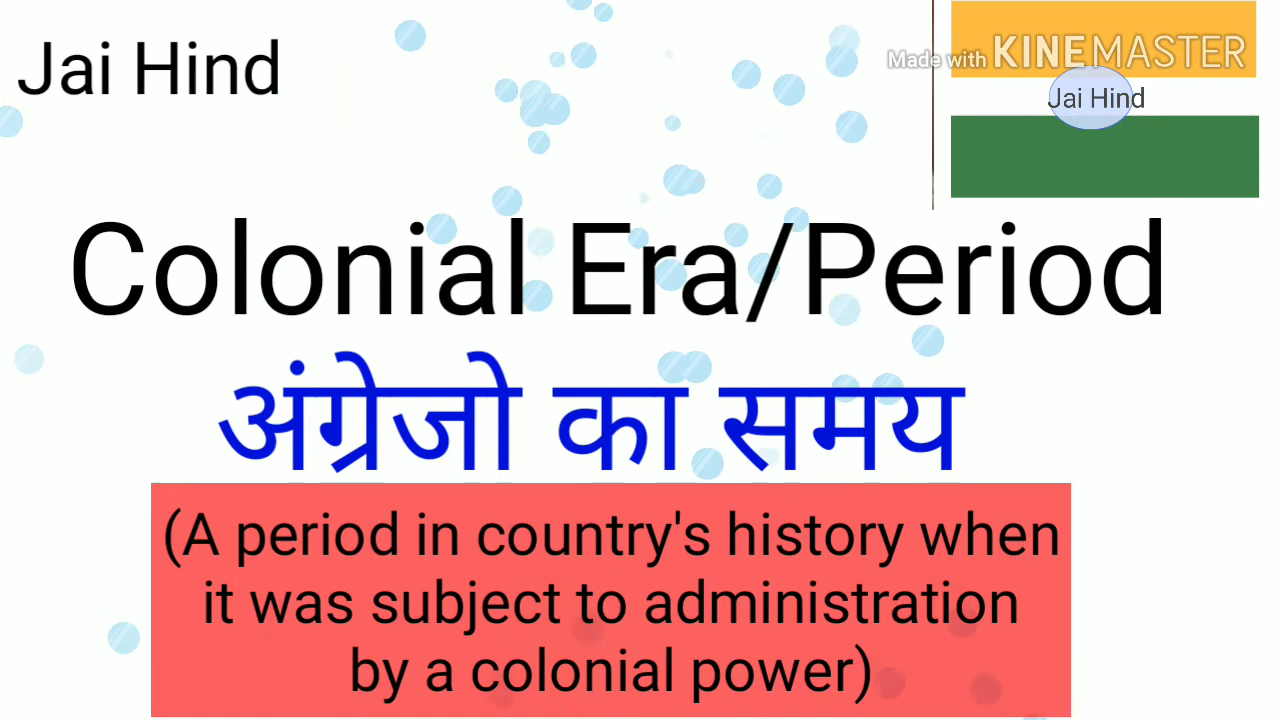 Jai Hind
Made with KINEMASTER
Jai Hind
Colonial Era/Period
अंग्रेजो का समय
(A period in country's history when
it was subject to administration
by a colonial power)